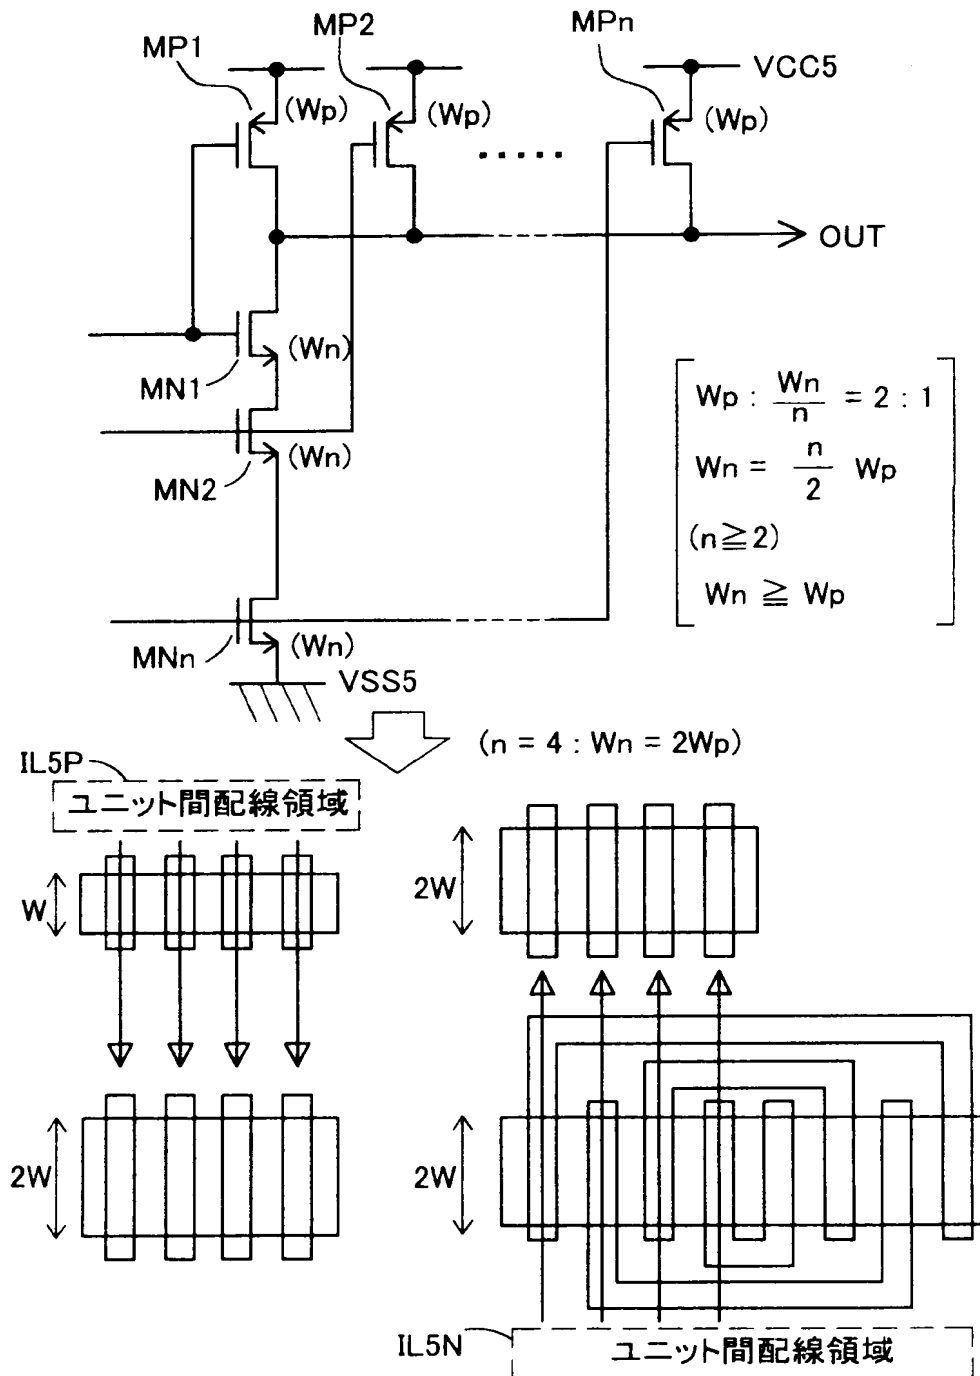 MP1
MP2
MPn
VCC5
(Wp)
(Wp)
(Wp)
.....
OUT
(Wn)
MN1
(Wn)
MN2
Wp : Wn/n = 2 : 1
Wn = n/2 Wp
(n≧2)
Wn ≧ Wp
(Wn)
MNn
VSS5
(n = 4 : Wn = 2Wp)
IL5P
ユニット間配線領域
W
2W
2W
2W
IL5N
ユニット間配線領域